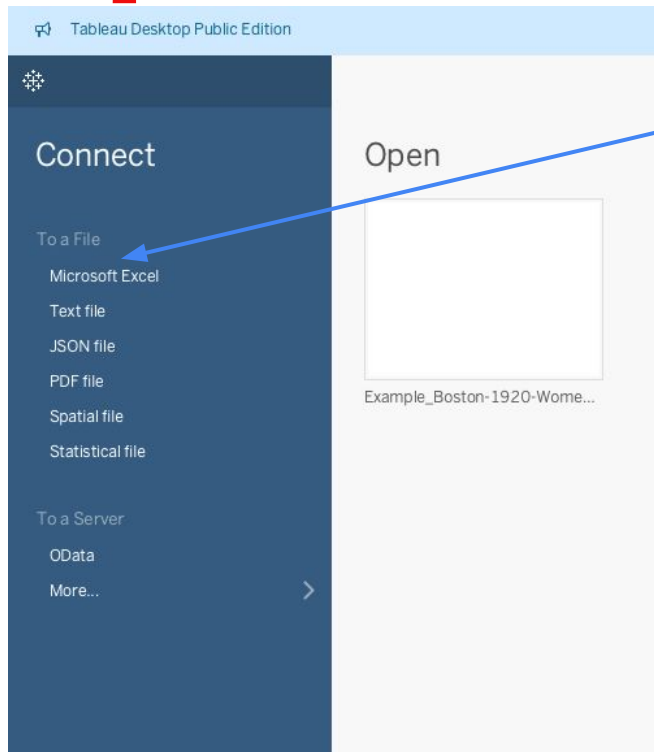 Tableau Desktop Public Edition
Connect
Open
To a File
Microsoft Excel
Text file
JSON file
PDF file
Spatial file
Statistical file
Example_Boston-1920-Wome...
To a Server
OData
More...